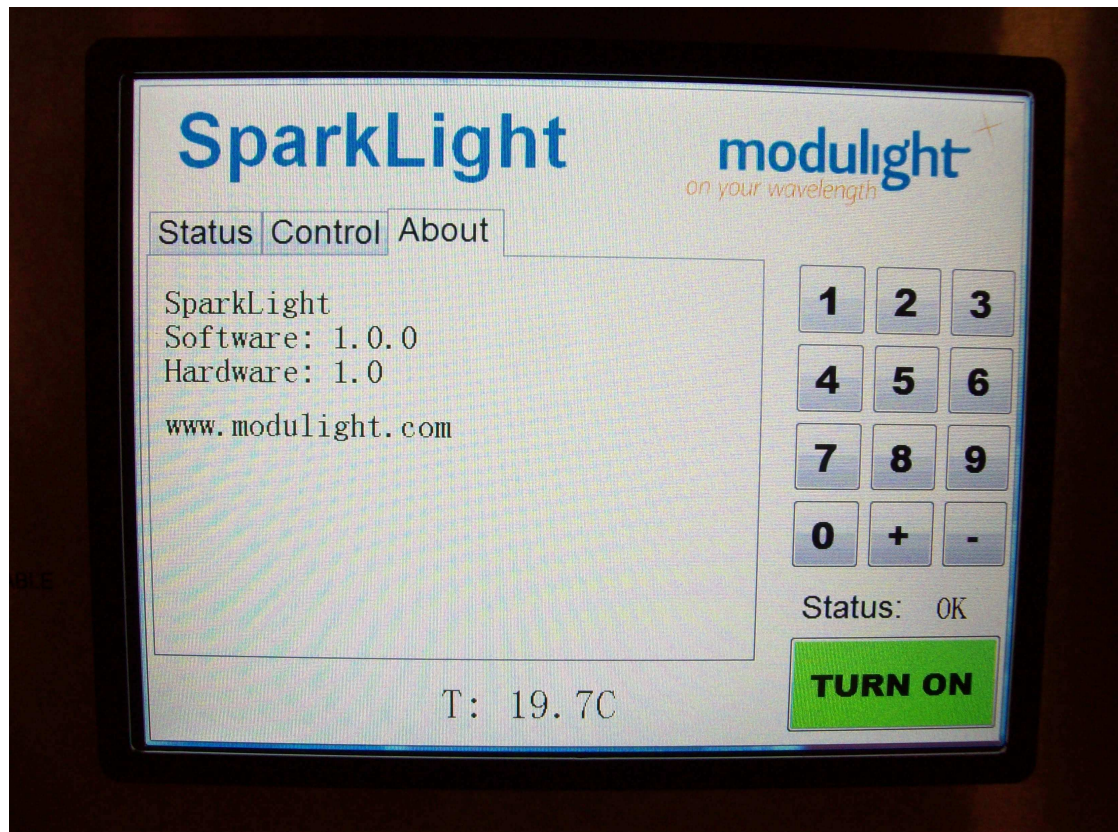 SparkLight
modulight
on your wavelength
Status Control About
SparkLight
Software: 1.0.0
Hardware: 1.0
www.modulight.com
1 2 3
4 5 6
7 8 9
0 + -
Status: OK
TURN ON
T: 19.7C